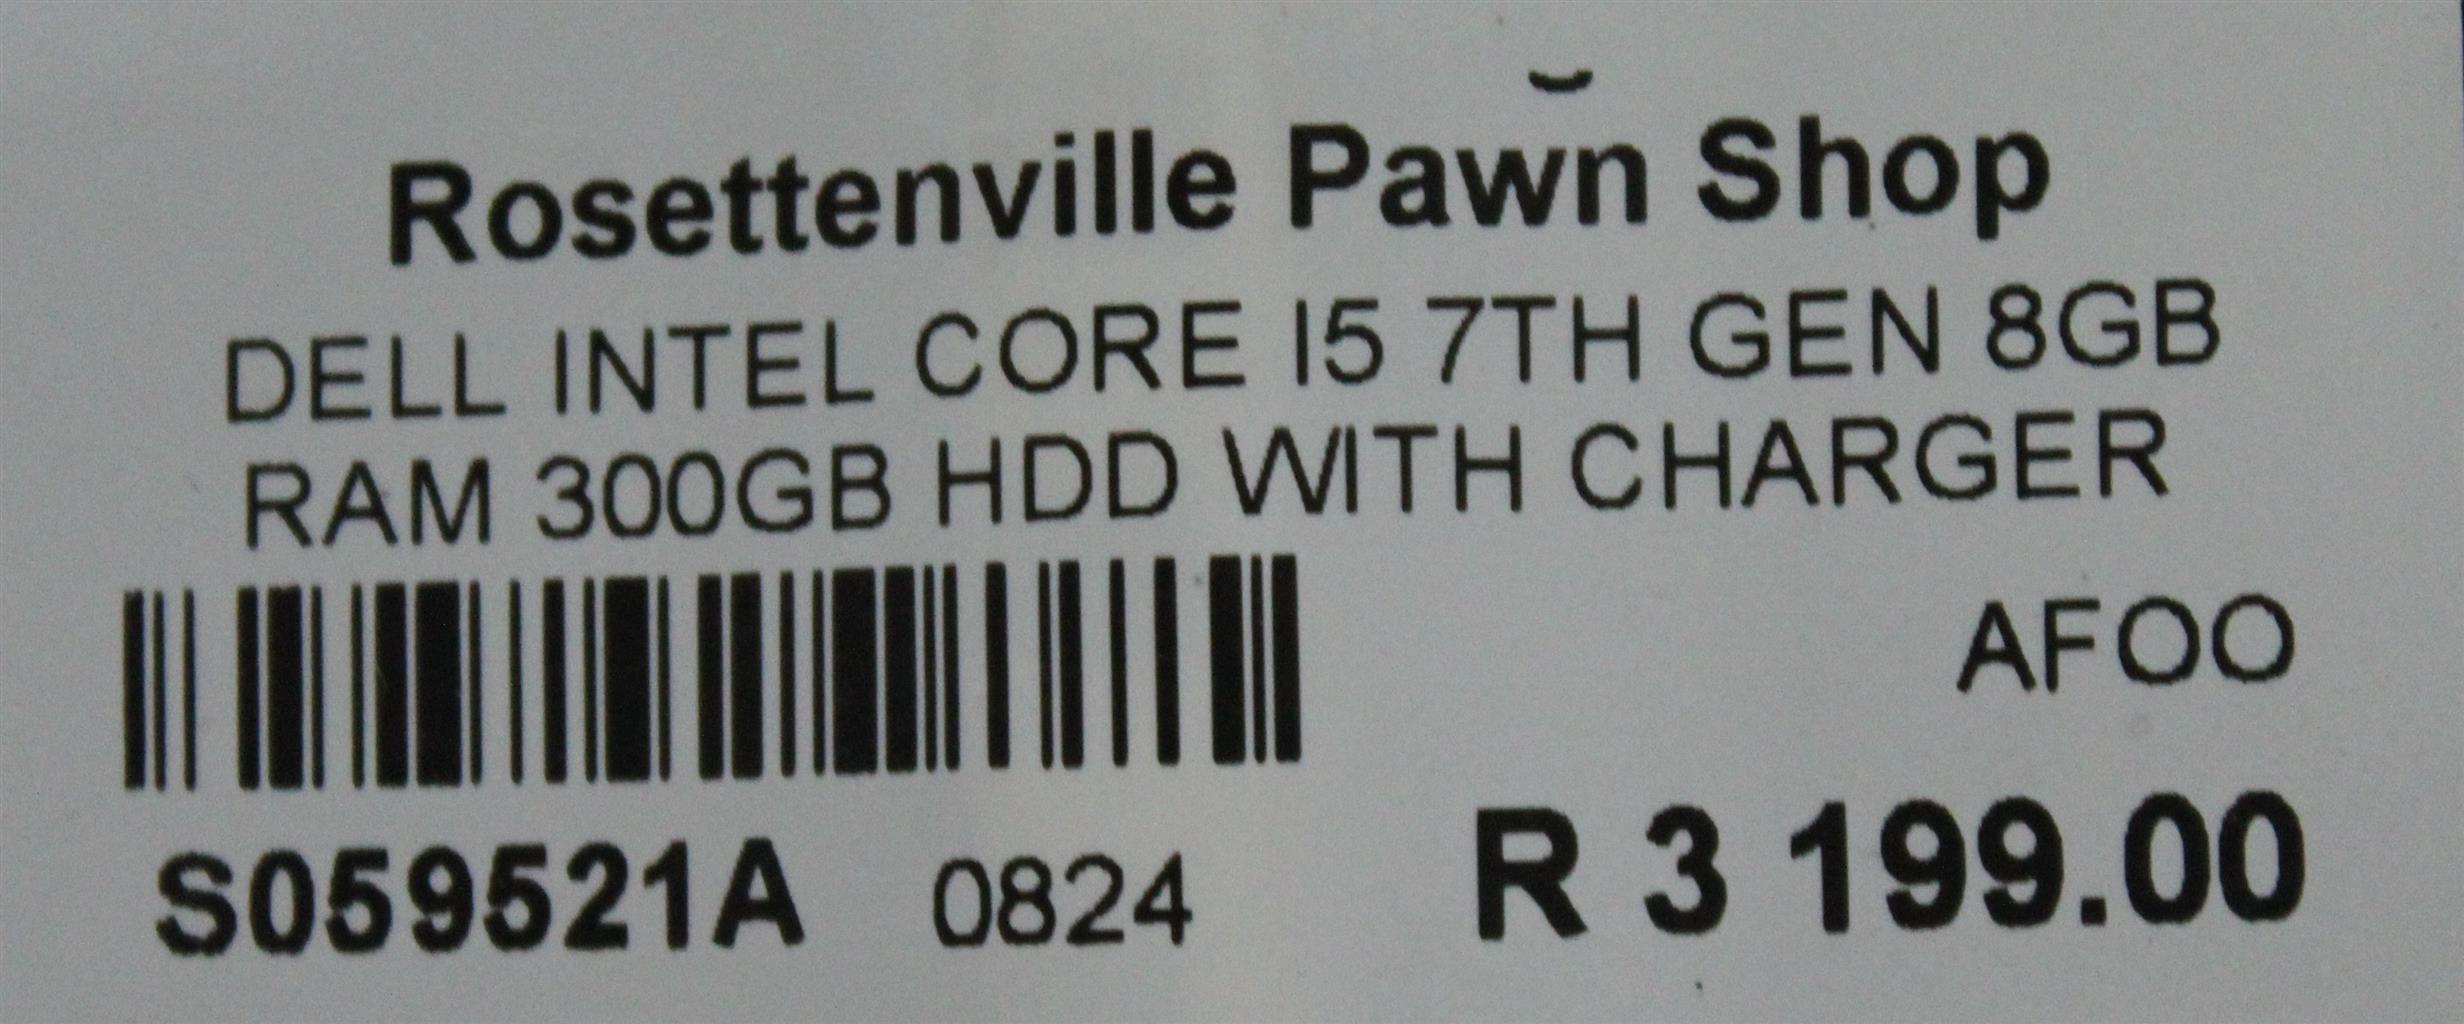 Rosettenville Pawn Shop
DELL INTEL CORE I5 7TH GEN 8GB
RAM 300GB HDD WITH CHARGER
AFOO
S059521A 0824 R 3 199.00